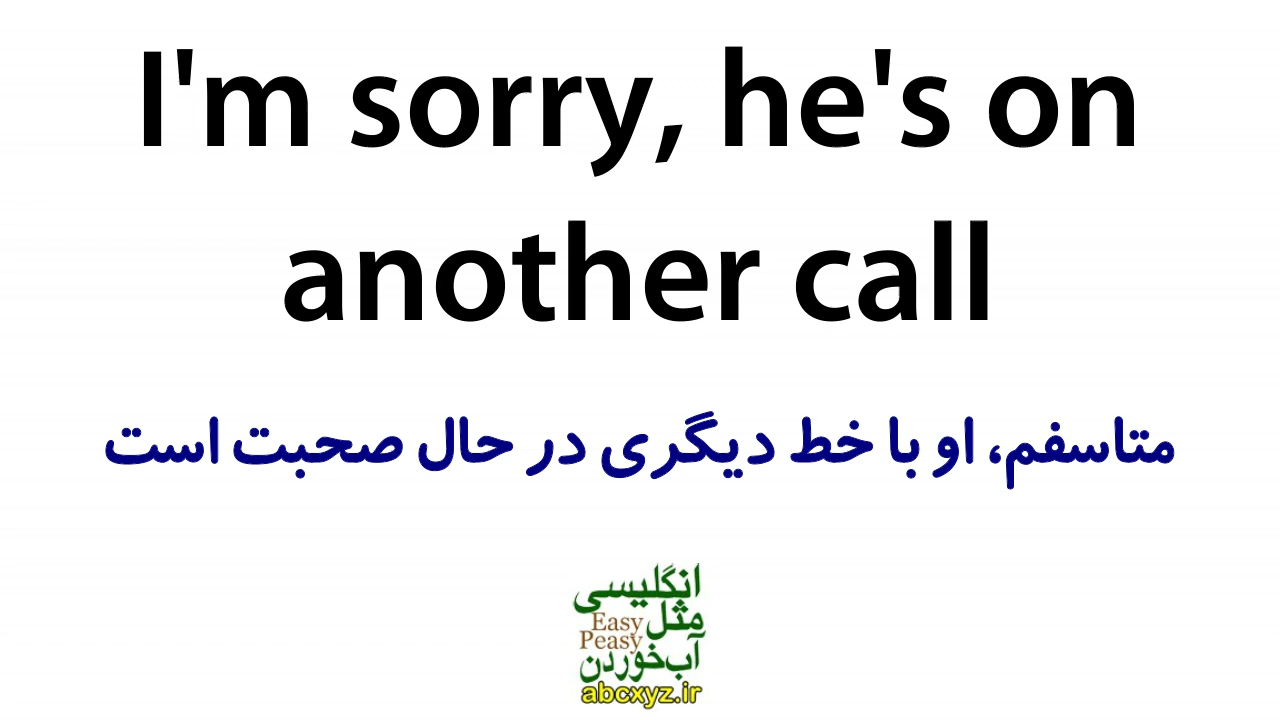 I'm sorry, he's on
another call
متاسفم، او با خط دیگری در حال صحبت است
انگلیسی
مثل
Easy
Peasy
آب خوردن
abcxyz.ir